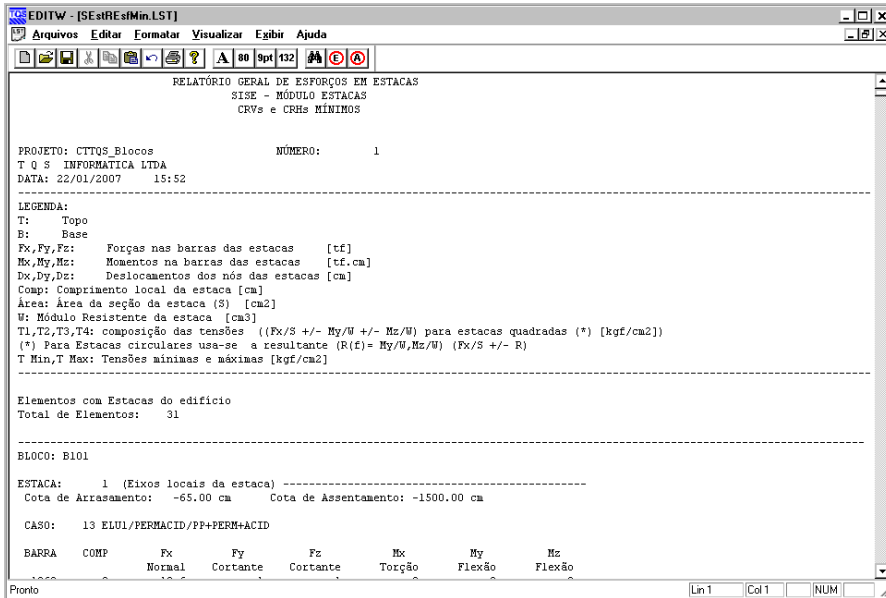 EDITW - [SEstREsfMin.LST]
Arquivos Editar Formatar Visualizar Exibir Ajuda
A 80 9pt 132 E A
RELATÓRIO GERAL DE ESFORÇOS EM ESTACAS
SISE - MÓDULO ESTACAS
CRVs e CRHs MÍNIMOS
PROJETO: CTTQS_Blocos NÚMERO: 1
T Q S INFORMATICA LTDA
DATA: 22/01/2007 15:52
LEGENDA:
T: Topo
B: Base
Fx,Fy,Fz: Forças nas barras das estacas [tf]
Mx,My,Mz: Momentos na barras das estacas [tf.cm]
Dx,Dy,Dz: Deslocamentos dos nós das estacas [cm]
Comp: Comprimento local da estaca [cm]
Área: Área da seção da estaca (S) [cm2]
W: Módulo Resistente da estaca [cm3]
T1,T2,T3,T4: composição das tensões ((Fx/S +/- My/W +/- Mz/W) para estacas quadradas (*) [kgf/cm2])
(*) Para Estacas circulares usa-se a resultante (R(f)= My/W,Mz/W) (Fx/S +/- R)
T Min,T Max: Tensões mínimas e máximas [kgf/cm2]
Elementos com Estacas do edifício
Total de Elementos: 31
BLOCO: B101
ESTACA: 1 (Eixos locais da estaca)
Cota de Arrasamento: -65.00 cm Cota de Assentamento: -1500.00 cm
CASO: 13 ELU1/PERMACID/PP+PERM+ACID
BARRA COMP Fx Fy Fz Mx My Mz
Normal Cortante Cortante Torção Flexão Flexão
Pronto Lin 1 Col 1 NUM